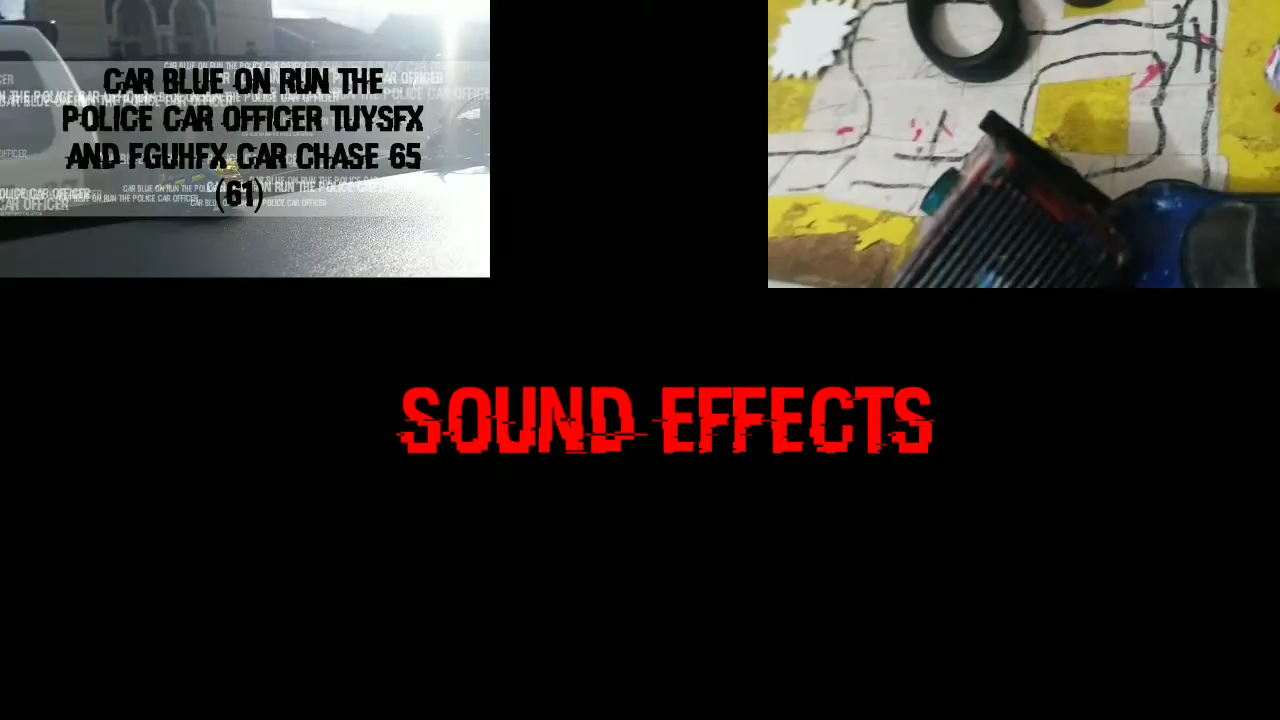 CAR BLUE ON RUN THE
POLICE CAR OFFICER TUYSFX
AND FGUHFX CAR CHASE 65
(61)
SOUND EFFECTS